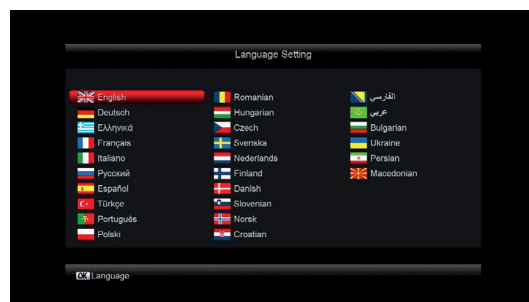 Language Setting
English
Deutsch
Ελληνικά
Français
Italiano
Русский
Español
Türkçe
Português
Polski
Romanian
Hungarian
Czech
Svenska
Nederlands
Finland
Danish
Slovenian
Norsk
Croatian
الفارسي
عربي
Bulgarian
Ukraine
Persian
Macedonian
OK Language